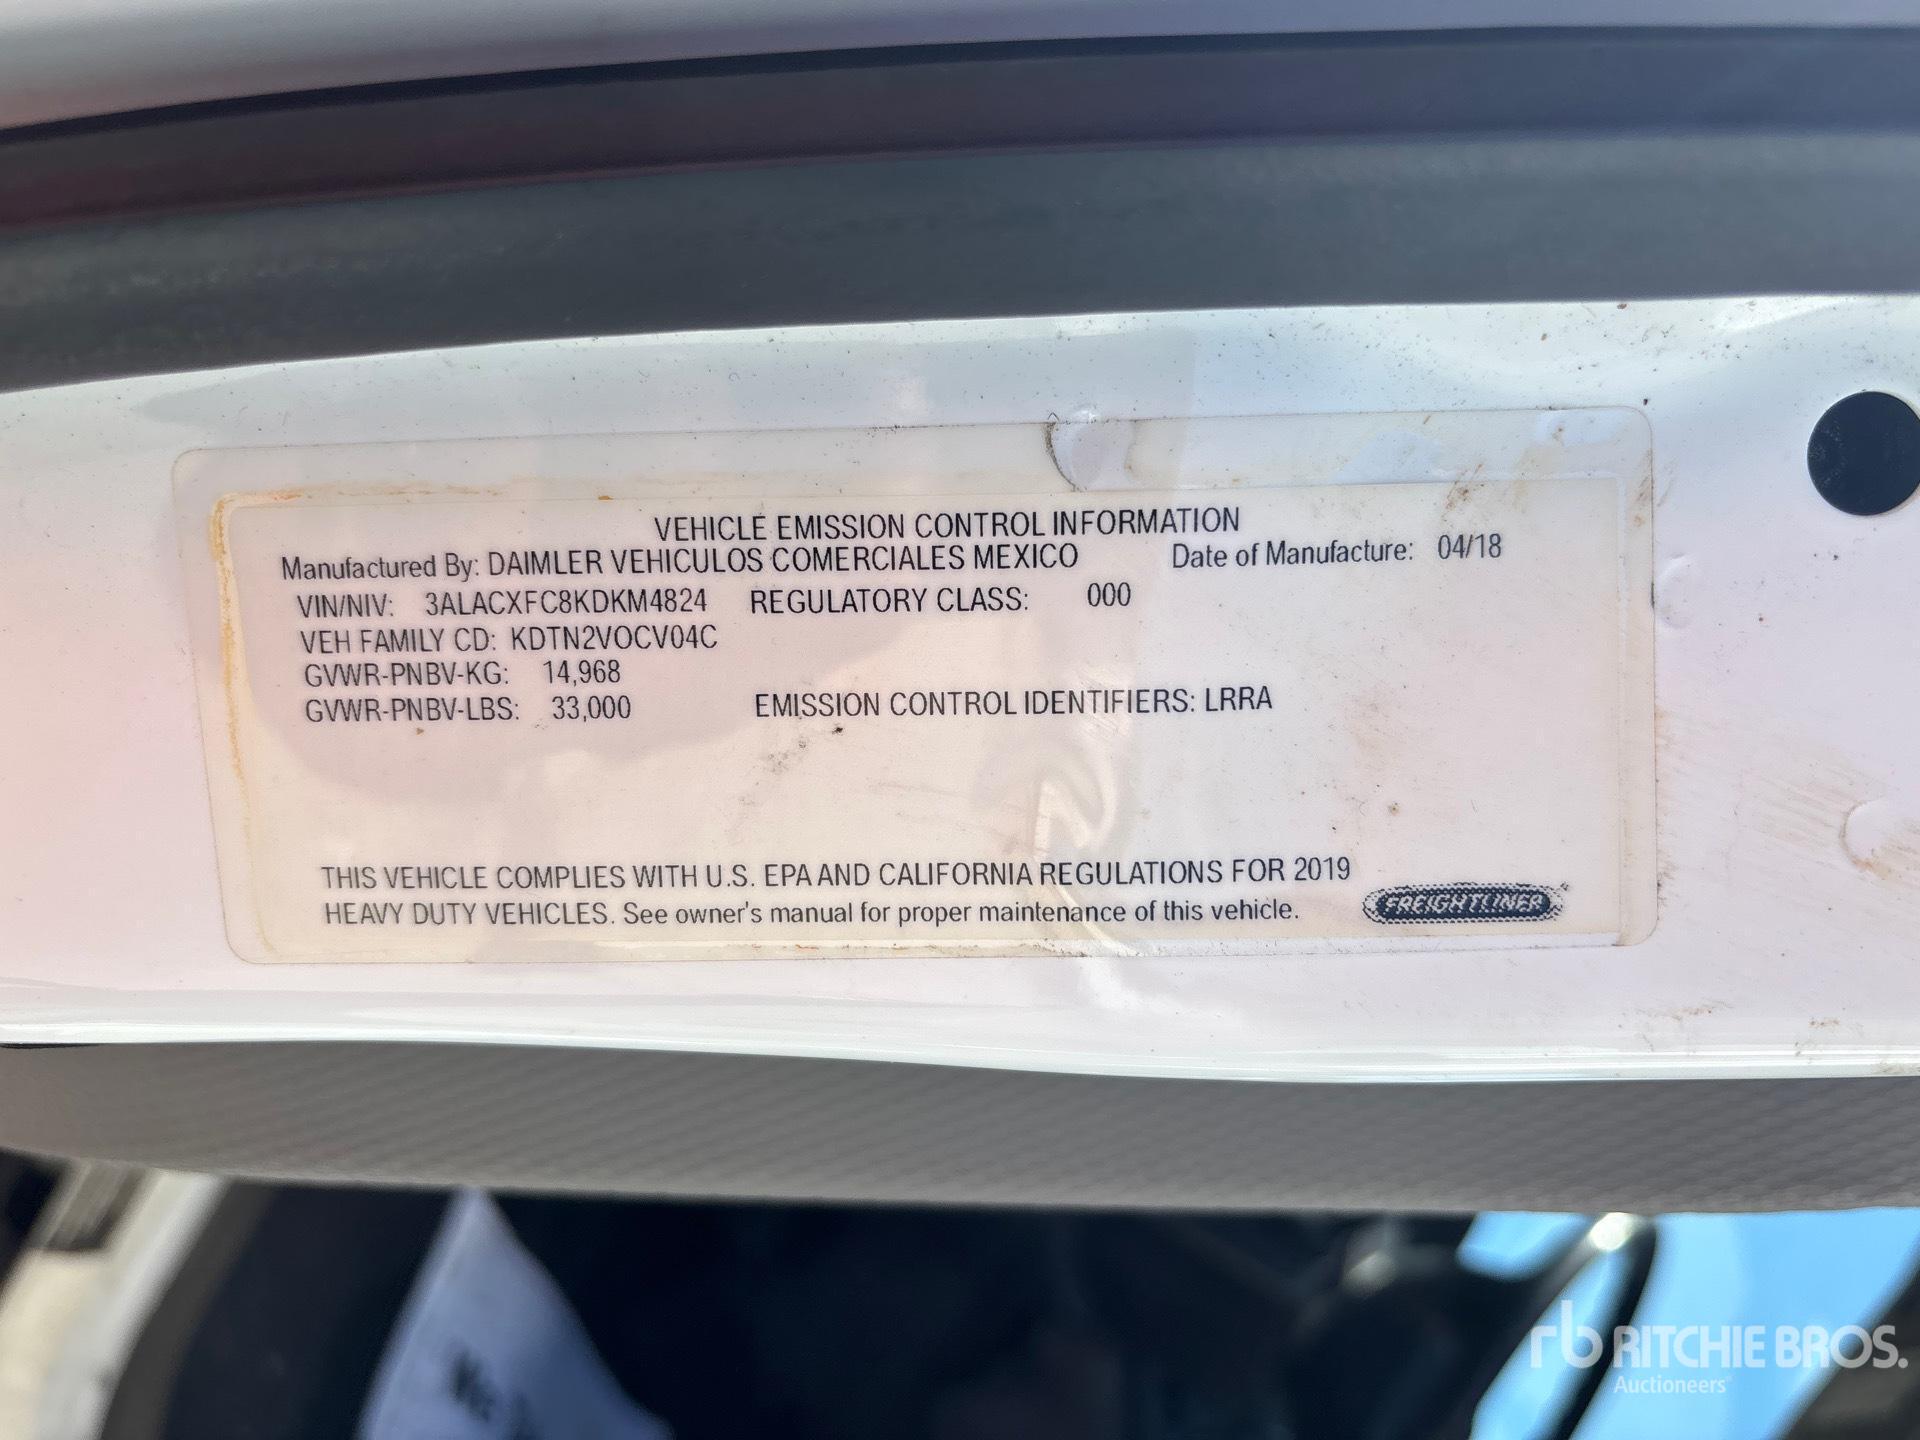 VEHICLE EMISSION CONTROL INFORMATION
Manufactured By: DAIMLER VEHICULOS COMERCIALES MEXICO Date of Manufacture: 04/18
VIN/NIV: 3ALACXFC8KDKM4824 REGULATORY CLASS: 000
VEH FAMILY CD: KDTN2VOCV04C
GVWR-PNBV-KG: 14,968
GVWR-PNBV-LBS: 33,000 EMISSION CONTROL IDENTIFIERS: LRRA
THIS VEHICLE COMPLIES WITH U.S. EPA AND CALIFORNIA REGULATIONS FOR 2019
HEAVY DUTY VEHICLES. See owner's manual for proper maintenance of this vehicle.
FREIGHTLINER
rb RITCHIE BROS.
Auctioneers